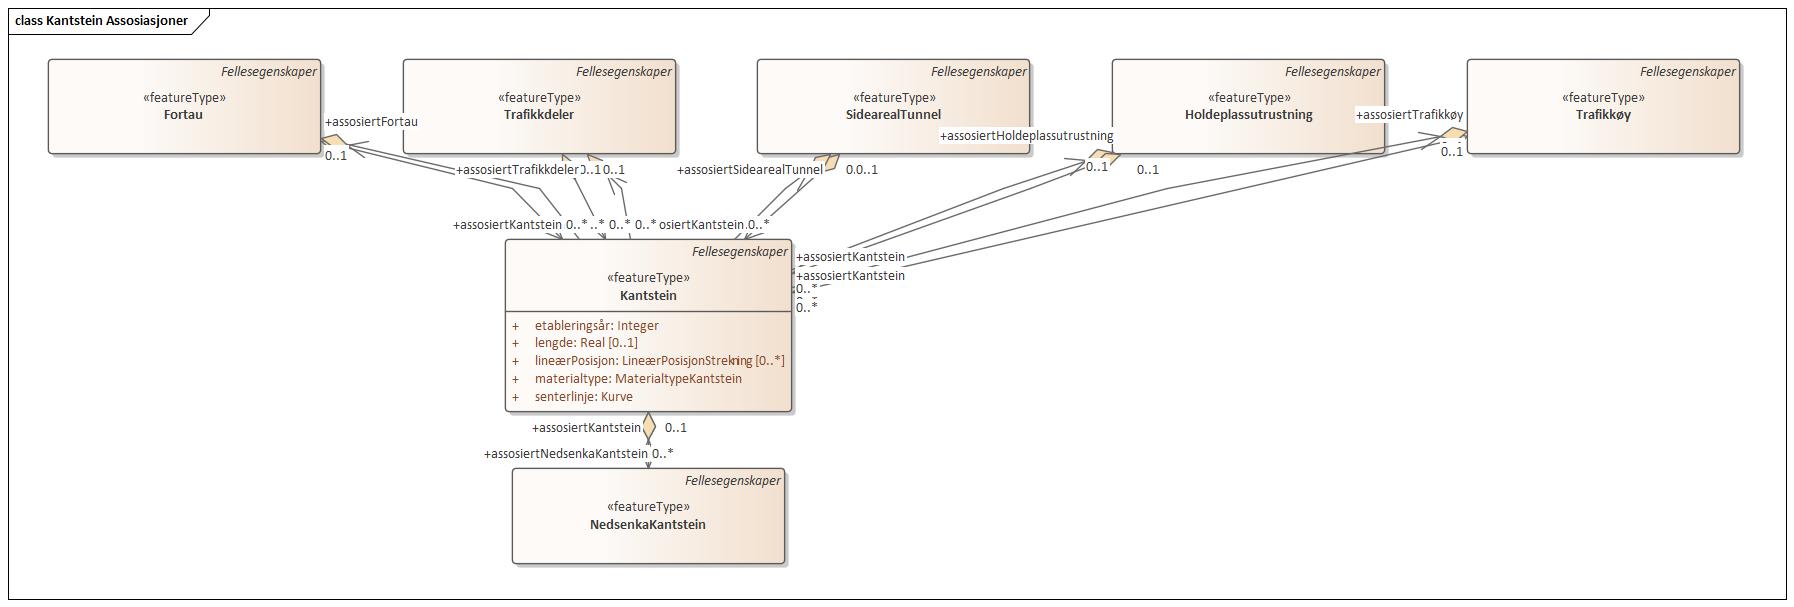 class Kantstein Assosiasjoner
Fellesegenskaper
«featureType»
Fortau
Fellesegenskaper
«featureType»
Trafikkdeler
Fellesegenskaper
«featureType»
SidearealTunnel
Fellesegenskaper
«featureType»
Holdeplassutrustning
Fellesegenskaper
«featureType»
Trafikkøy
+assosiertFortau
0..1
+assosiertTrafikkdeler
0..1
+assosiertSidearealTunnel
0..1
+assosiertHoldeplassutrustning
0..1
0..1
+assosiertTrafikkøy
0..1
+assosiertKantstein 0..*
0..* 0..*
osiertKantstein
0..*
+assosiertKantstein
+assosiertKantstein
0..*
0..*
Fellesegenskaper
«featureType»
Kantstein
+ etableringsår: Integer
+ lengde: Real [0..1]
+ lineærPosisjon: LineærPosisjonStrekning [0..*]
+ materialtype: MaterialtypeKantstein
+ senterlinje: Kurve
+assosiertKantstein 0..1
+assosiertNedsenkaKantstein 0..*
Fellesegenskaper
«featureType»
NedsenkaKantstein